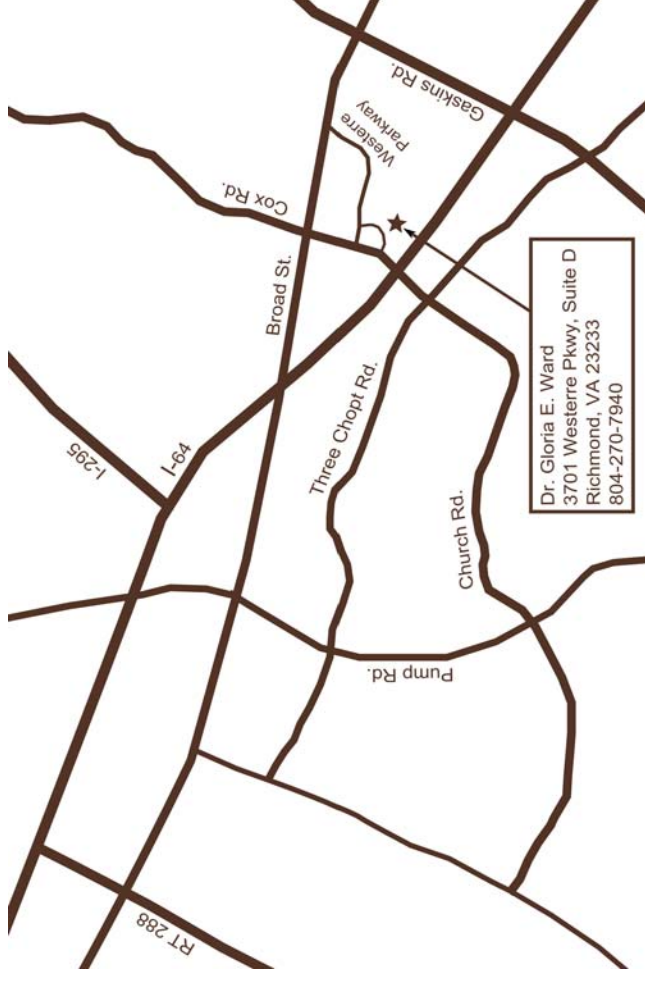 Gaskins Rd.
Westerre
Parkway
Cox Rd.
Broad St.
I-295
I-64
Three Chopt Rd.
Church Rd.
Pump Rd.
RT 288
Dr. Gloria E. Ward
3701 Westerre Pkwy, Suite D
Richmond, VA 23233
804-270-7940